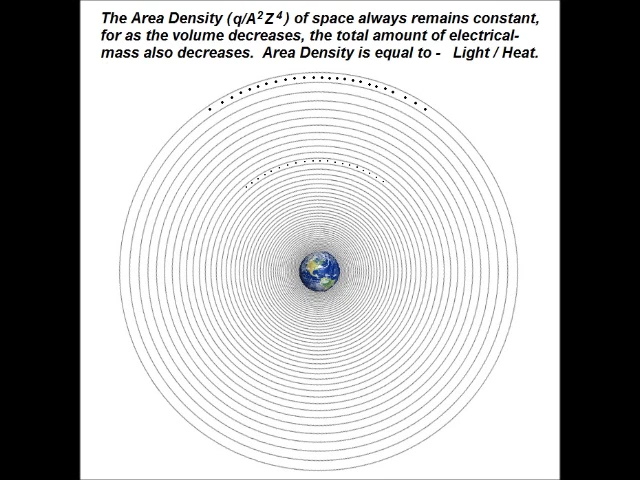 The Area Density (q/A²Z⁴) of space always remains constant,
for as the volume decreases, the total amount of electrical-
mass also decreases. Area Density is equal to - Light / Heat.